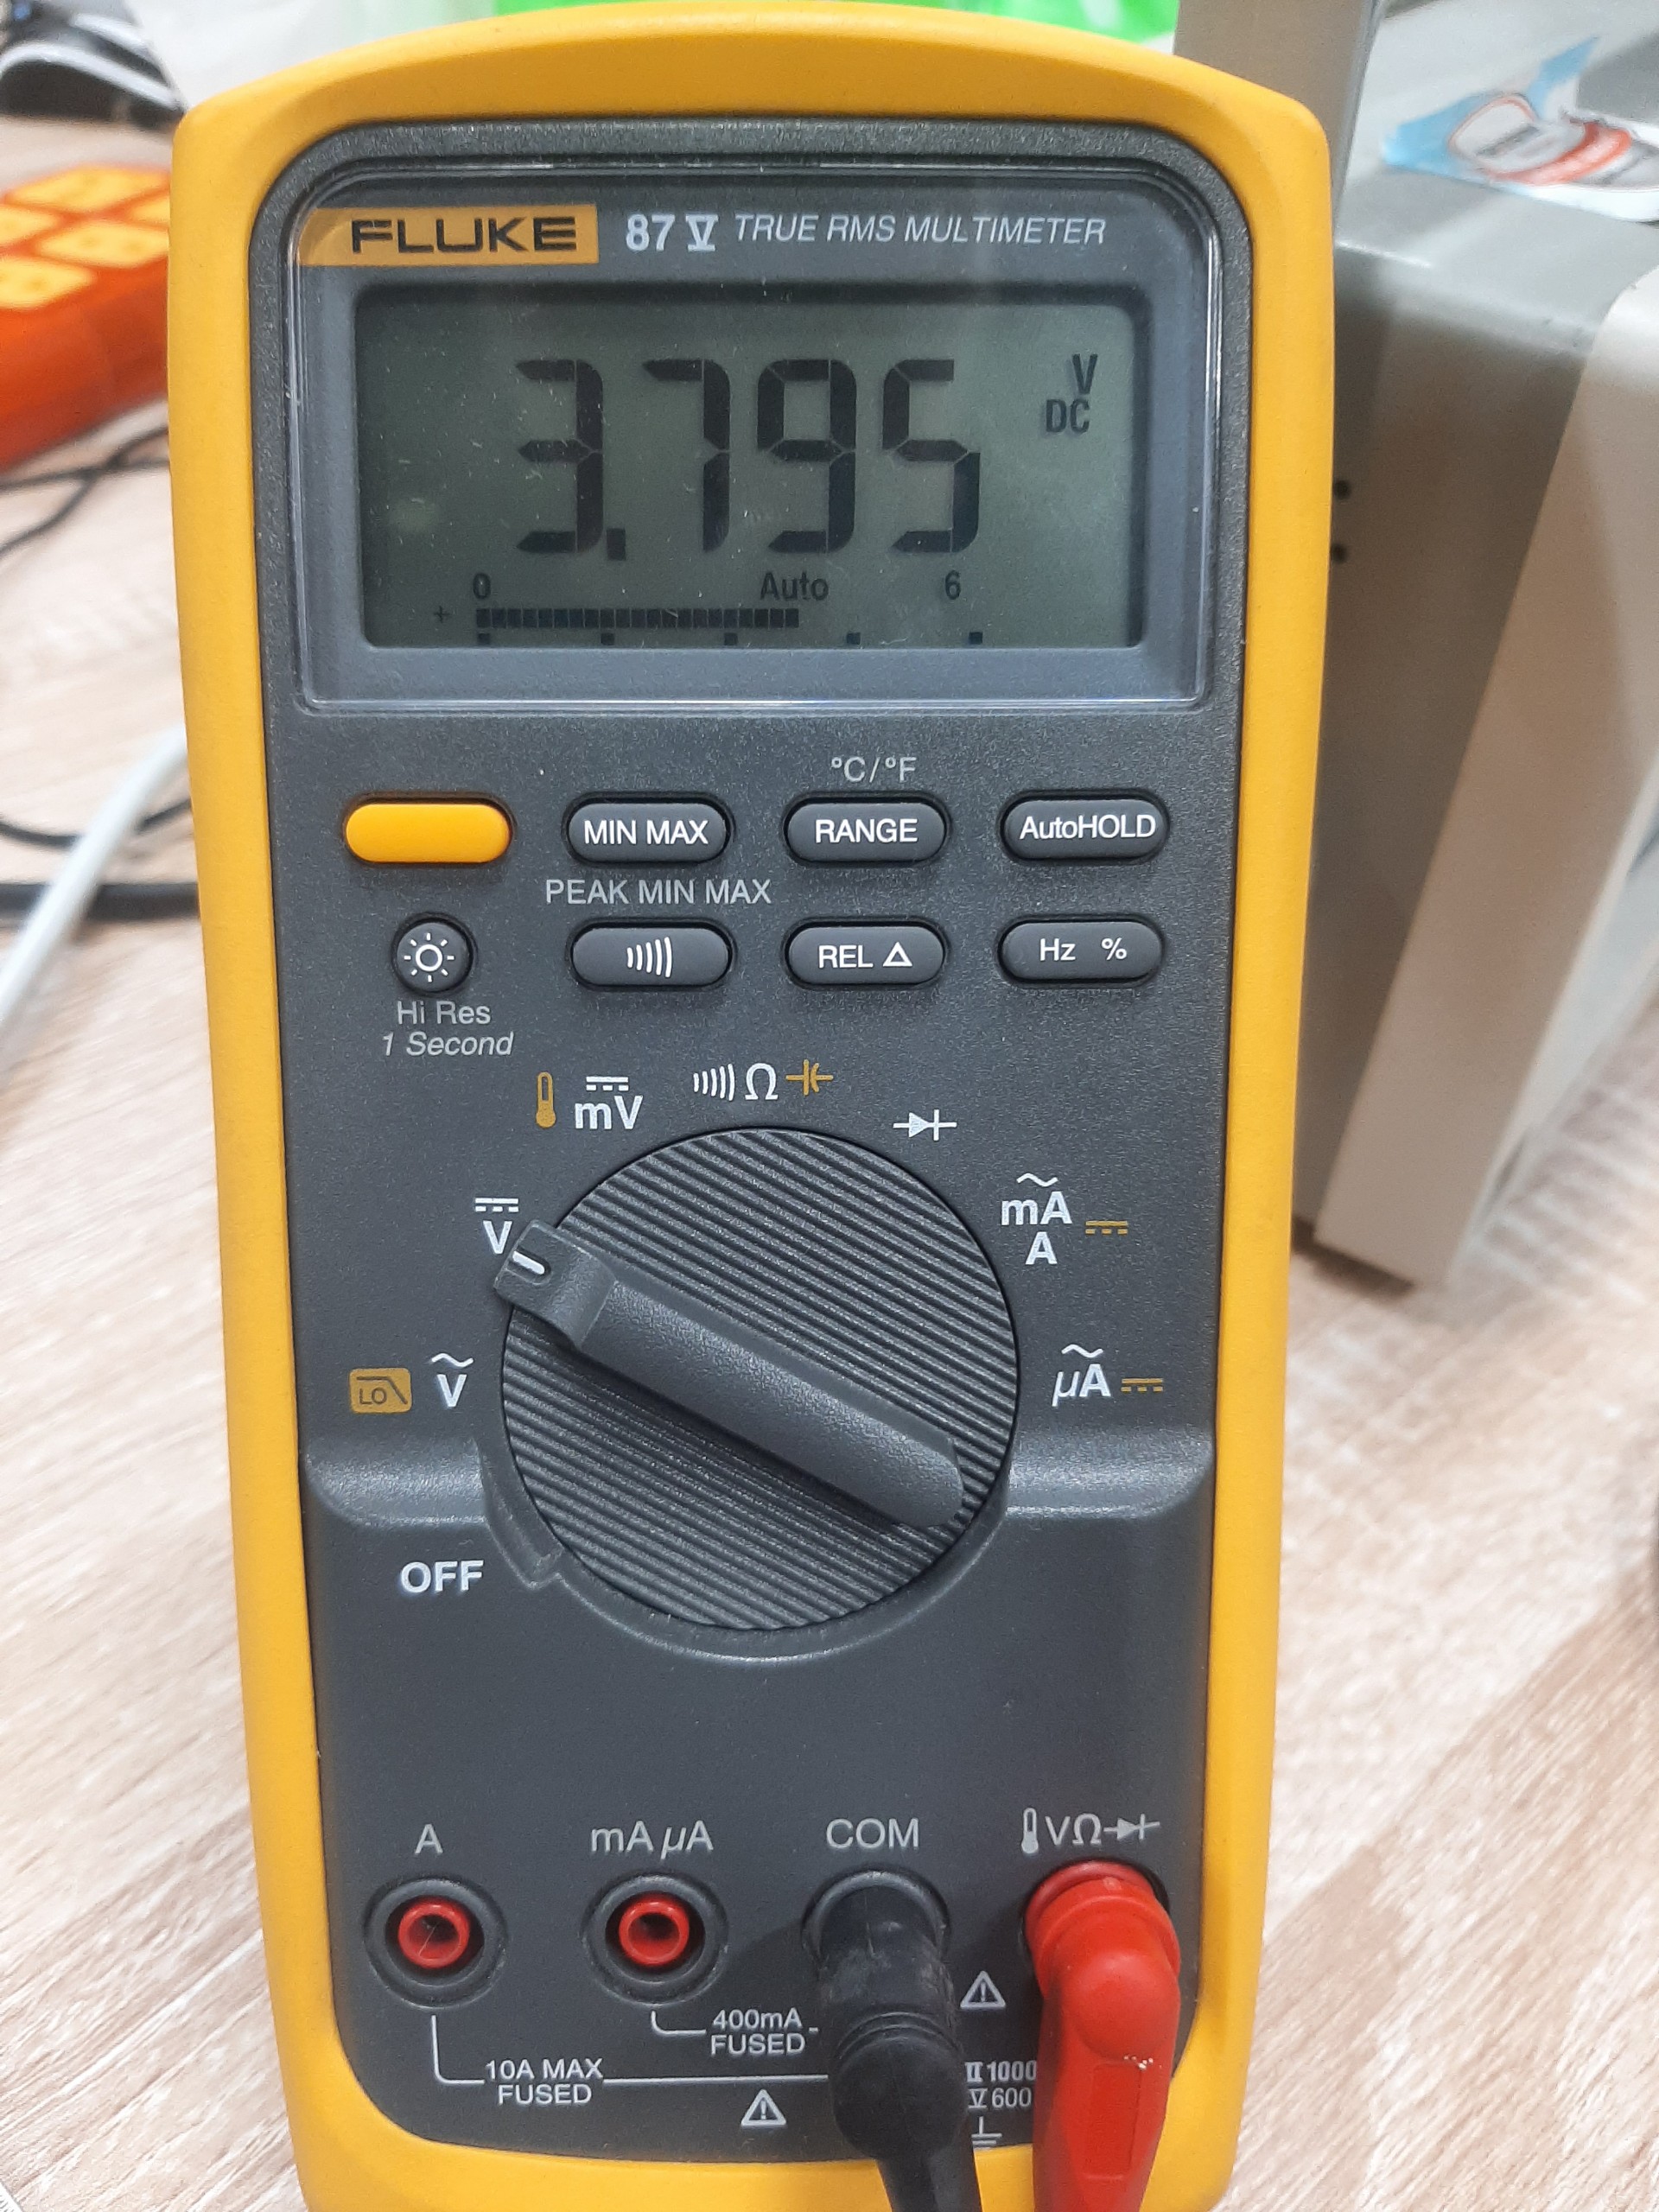 FLUKE 87 V TRUE RMS MULTIMETER
3.795 V
DC
0 Auto 6
+
°C/°F
MIN MAX RANGE AutoHOLD
PEAK MIN MAX
REL Δ Hz %
Hi Res
1 Second
mV Ω
V
mA
A
LO V
µA
OFF
A mA µA COM VΩ
400mA
FUSED
10A MAX
FUSED
II 1000
V 600